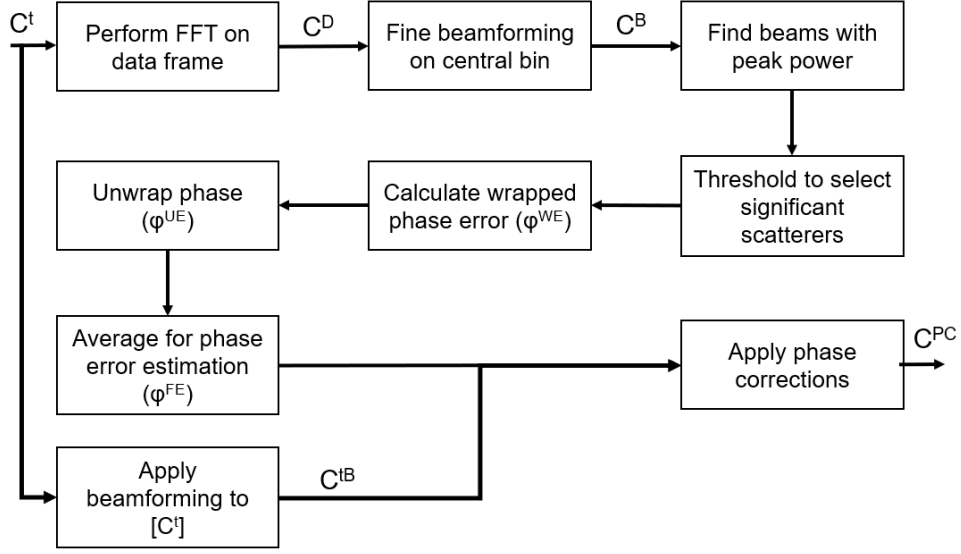 Cᵗ
Perform FFT on
data frame
Cᴰ
Fine beamforming
on central bin
Cᴮ
Find beams with
peak power
Unwrap phase
(φᵁᴱ)
Calculate wrapped
phase error (φᵂᴱ)
Threshold to select
significant
scatterers
Average for phase
error estimation
(φᶠᴱ)
Apply phase
corrections
Cᴾᶜ
Apply
beamforming to
[Cᵗ]
Cᵗᴮ